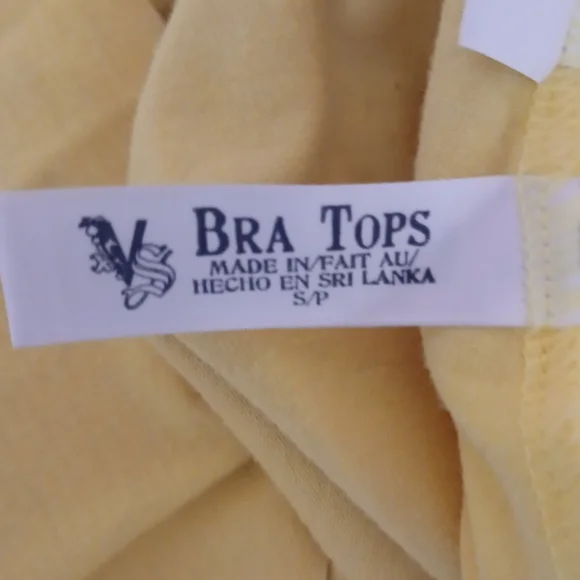 VS
BRA TOPS
MADE IN/FAIT AU/
HECHO EN SRI LANKA
S/P